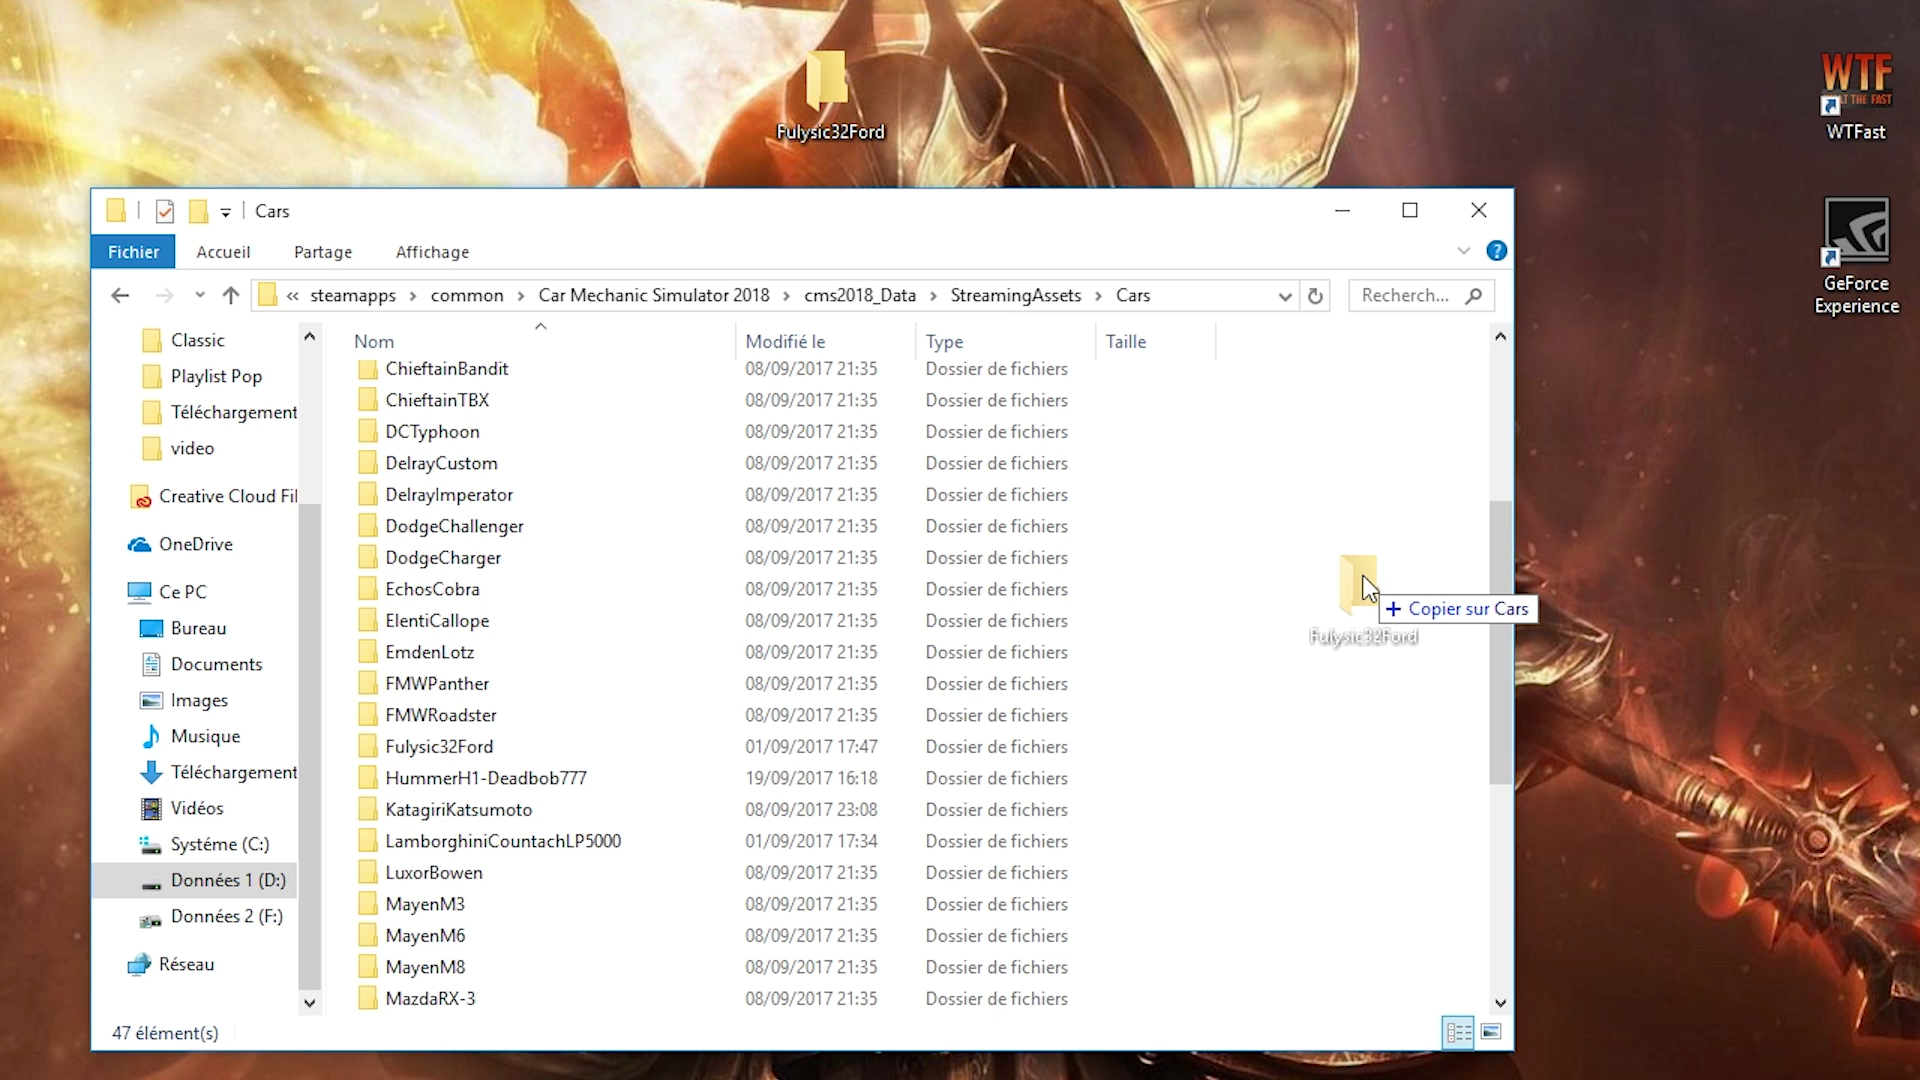 Fulysic32Ford
WTF
WTFast
GeForce
Experience
Cars
Fichier
Accueil
Partage
Affichage
« steamapps > common > Car Mechanic Simulator 2018 > cms2018_Data > StreamingAssets > Cars
Recherch...
Classic
Playlist Pop
Téléchargement
video
Creative Cloud Fil
OneDrive
Ce PC
Bureau
Documents
Images
Musique
Téléchargement
Vidéos
Systéme (C:)
Données 1 (D:)
Données 2 (F:)
Réseau
Nom Modifié le Type Taille
ChieftainBandit 08/09/2017 21:35 Dossier de fichiers
ChieftainTBX 08/09/2017 21:35 Dossier de fichiers
DCTyphoon 08/09/2017 21:35 Dossier de fichiers
DelrayCustom 08/09/2017 21:35 Dossier de fichiers
DelrayImperator 08/09/2017 21:35 Dossier de fichiers
DodgeChallenger 08/09/2017 21:35 Dossier de fichiers
DodgeCharger 08/09/2017 21:35 Dossier de fichiers
EchosCobra 08/09/2017 21:35 Dossier de fichiers
ElentiCallope 08/09/2017 21:35 Dossier de fichiers
EmdenLotz 08/09/2017 21:35 Dossier de fichiers
FMWPanther 08/09/2017 21:35 Dossier de fichiers
FMWRoadster 08/09/2017 21:35 Dossier de fichiers
Fulysic32Ford 01/09/2017 17:47 Dossier de fichiers
HummerH1-Deadbob777 19/09/2017 16:18 Dossier de fichiers
KatagiriKatsumoto 08/09/2017 23:08 Dossier de fichiers
LamborghiniCountachLP5000 01/09/2017 17:34 Dossier de fichiers
LuxorBowen 08/09/2017 21:35 Dossier de fichiers
MayenM3 08/09/2017 21:35 Dossier de fichiers
MayenM6 08/09/2017 21:35 Dossier de fichiers
MayenM8 08/09/2017 21:35 Dossier de fichiers
MazdaRX-3 08/09/2017 21:35 Dossier de fichiers
+ Copier sur Cars
Fulysic32Ford
47 élément(s)